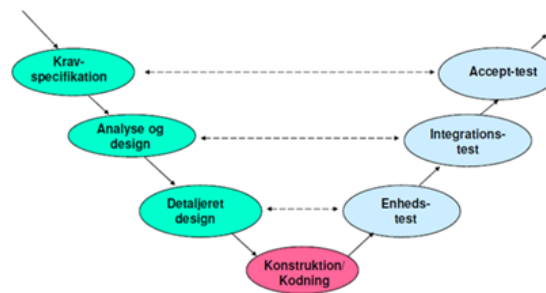 Krav-
specifikation
Accept-test
Analyse og
design
Integrations-
test
Detaljeret
design
Enheds-
test
Konstruktion/
Kodning